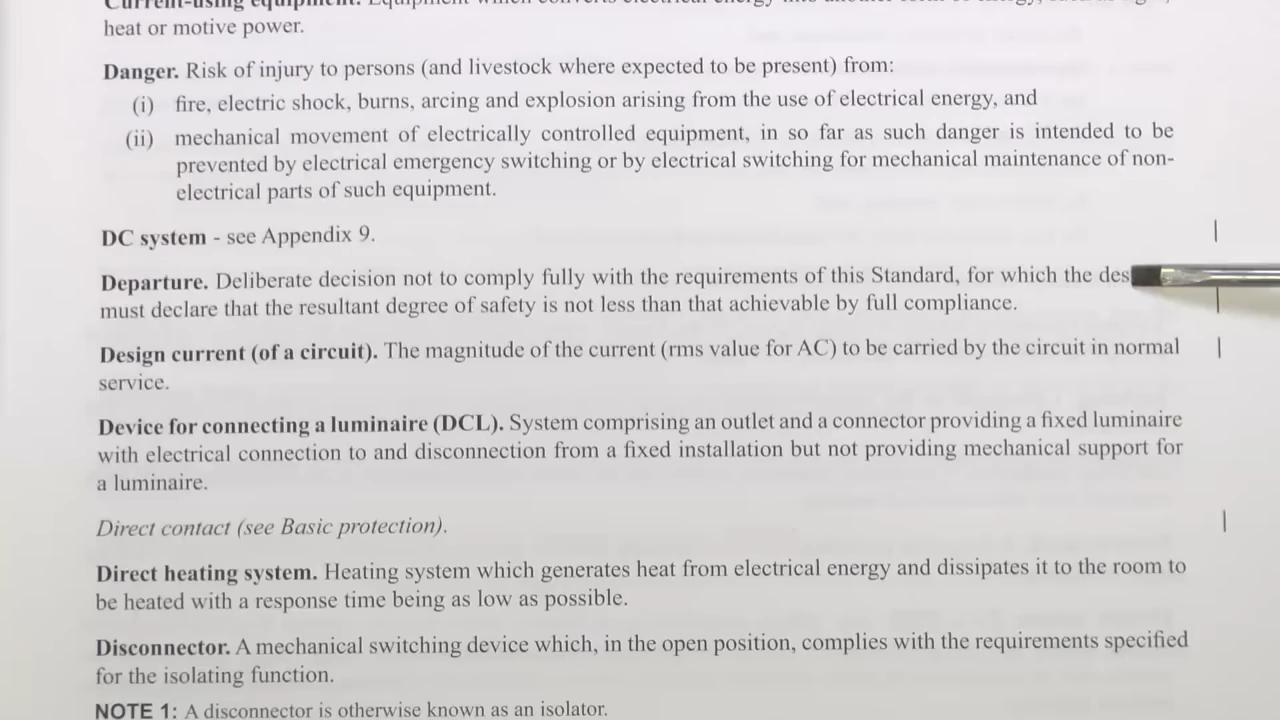 heat or motive power.
Danger. Risk of injury to persons (and livestock where expected to be present) from:
(i) fire, electric shock, burns, arcing and explosion arising from the use of electrical energy, and
(ii) mechanical movement of electrically controlled equipment, in so far as such danger is intended to be
prevented by electrical emergency switching or by electrical switching for mechanical maintenance of non-
electrical parts of such equipment.
DC system - see Appendix 9.
Departure. Deliberate decision not to comply fully with the requirements of this Standard, for which the des
must declare that the resultant degree of safety is not less than that achievable by full compliance.
Design current (of a circuit). The magnitude of the current (rms value for AC) to be carried by the circuit in normal
service.
Device for connecting a luminaire (DCL). System comprising an outlet and a connector providing a fixed luminaire
with electrical connection to and disconnection from a fixed installation but not providing mechanical support for
a luminaire.
Direct contact (see Basic protection).
Direct heating system. Heating system which generates heat from electrical energy and dissipates it to the room to
be heated with a response time being as low as possible.
Disconnector. A mechanical switching device which, in the open position, complies with the requirements specified
for the isolating function.
NOTE 1: A disconnector is otherwise known as an isolator.